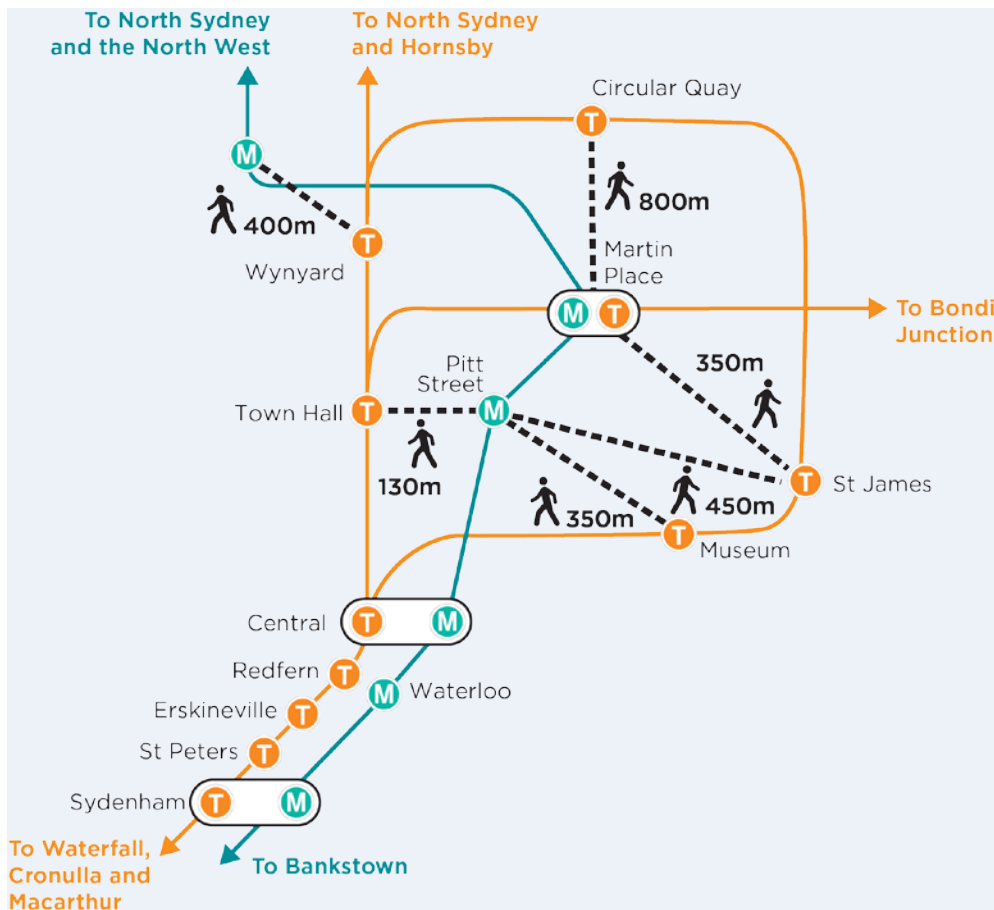 To North Sydney
and the North West
To North Sydney
and Hornsby
Circular Quay
T
M
800m
400m
T
Wynyard
Martin
Place
M T
To Bondi
Junction
Pitt
Street
350m
Town Hall T
M
130m
T St James
450m
350m
T
Museum
Central T M
Redfern T
M Waterloo
Erskineville T
St Peters T
Sydenham T M
To Waterfall,
Cronulla and
Macarthur
To Bankstown